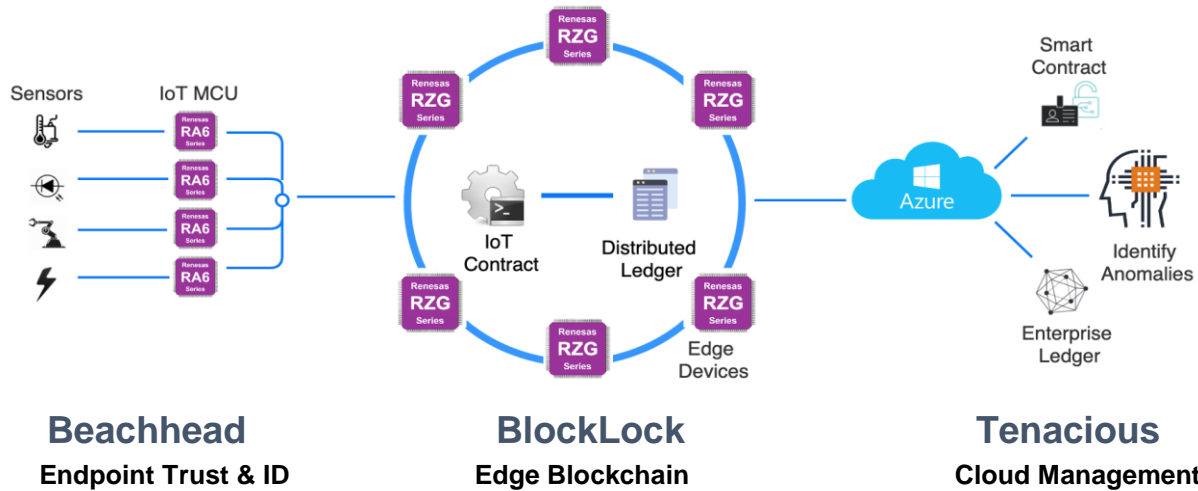 Sensors
IoT MCU
Renesas
RA6
Series
Renesas
RA6
Series
Renesas
RA6
Series
Renesas
RA6
Series
Renesas
RZG
Series
Renesas
RZG
Series
Renesas
RZG
Series
>_
IoT
Contract
Distributed
Ledger
Renesas
RZG
Series
Renesas
RZG
Series
Renesas
RZG
Series
Edge
Devices
Smart
Contract
Azure
Identify
Anomalies
Enterprise
Ledger
Beachhead
Endpoint Trust & ID
BlockLock
Edge Blockchain
Tenacious
Cloud Management